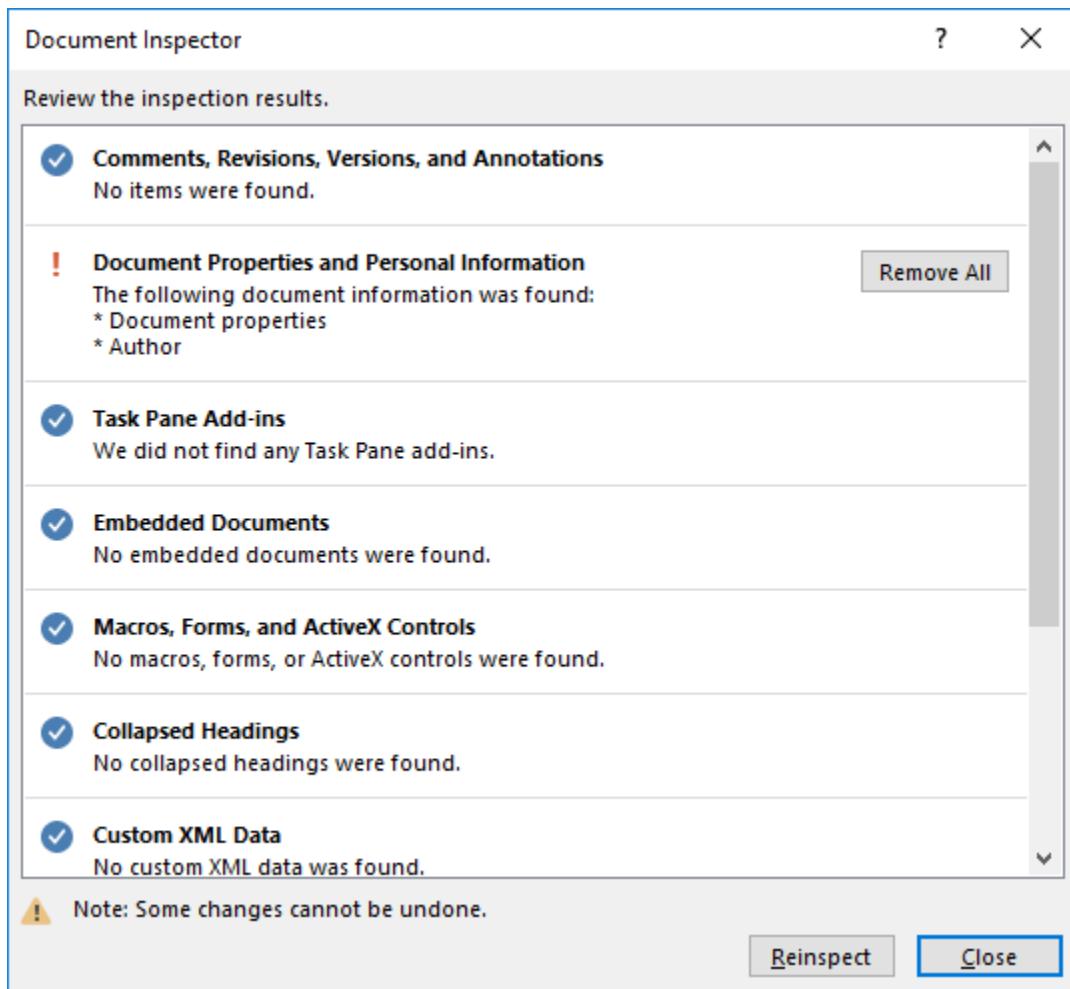 Document Inspector
?
Review the inspection results.
Comments, Revisions, Versions, and Annotations
No items were found.
! Document Properties and Personal Information
Remove All
The following document information was found:
* Document properties
* Author
Task Pane Add-ins
We did not find any Task Pane add-ins.
Embedded Documents
No embedded documents were found.
Macros, Forms, and ActiveX Controls
No macros, forms, or ActiveX controls were found.
Collapsed Headings
No collapsed headings were found.
Custom XML Data
No custom XML data was found.
Note: Some changes cannot be undone.
Reinspect
Close